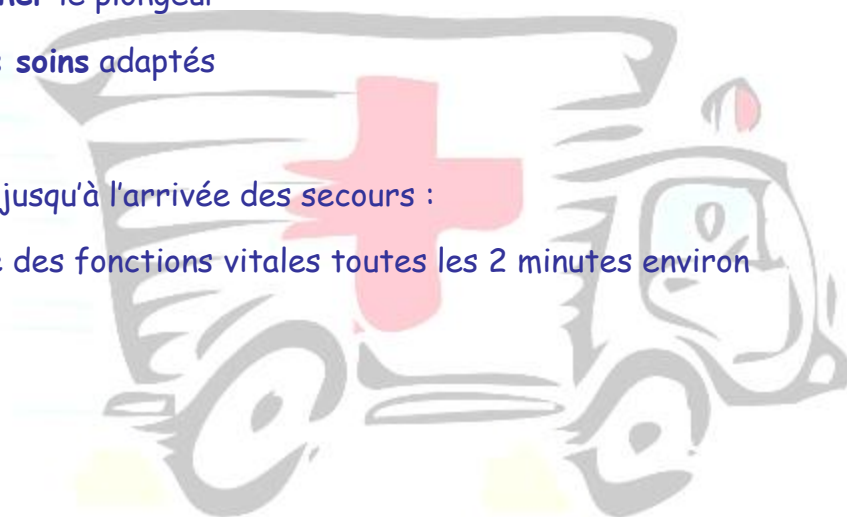 le plongeur
soins adaptés
jusqu'à l'arrivée des secours :
des fonctions vitales toutes les 2 minutes environ